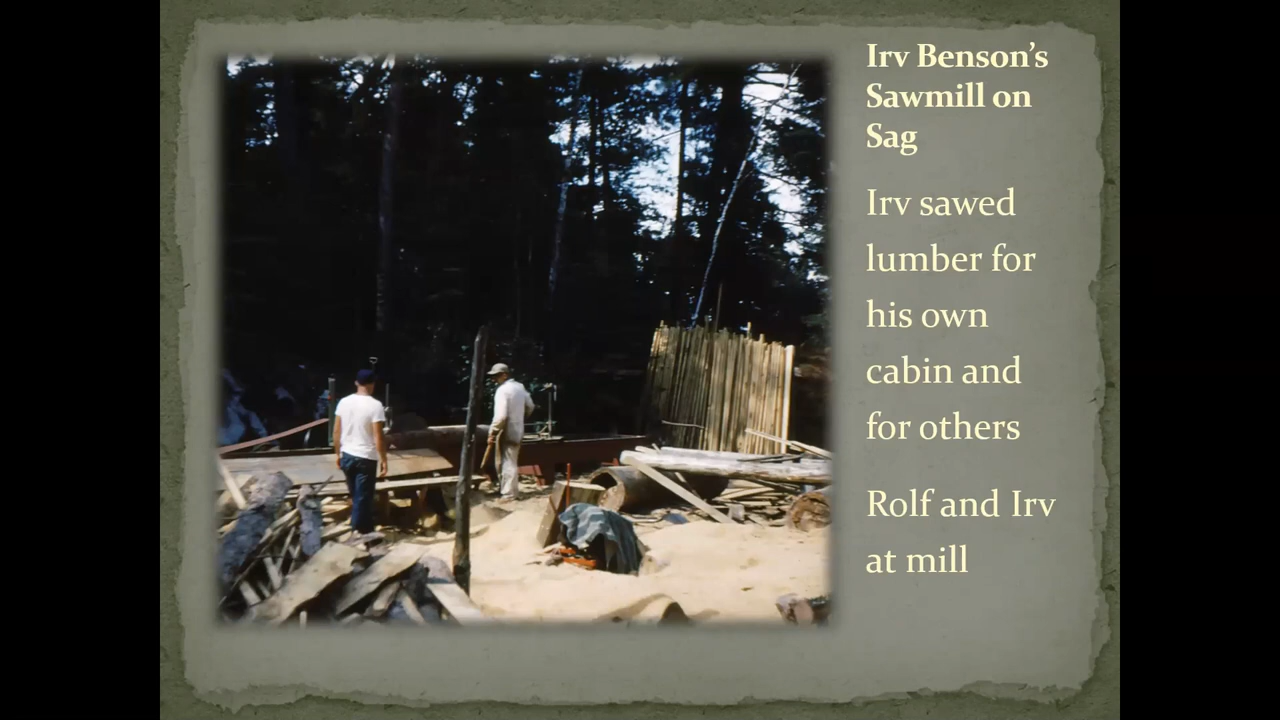 Irv Benson’s
Sawmill on
Sag
Irv sawed
lumber for
his own
cabin and
for others
Rolf and Irv
at mill